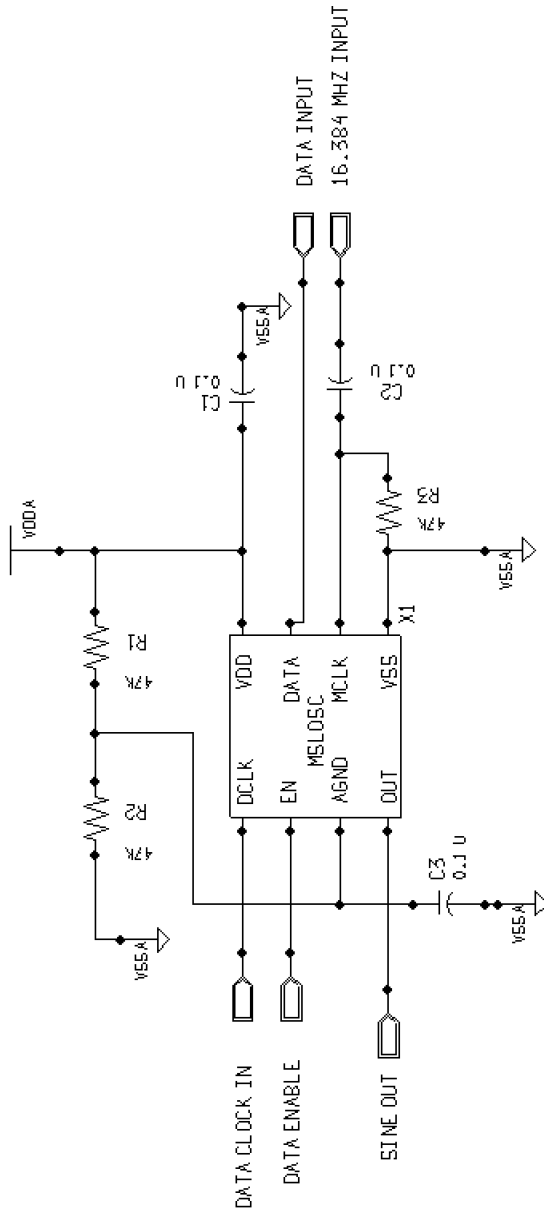 VDDA
R1
47K
R2
47K
VSSA
C1
0.1 U
VSSA
DATA INPUT
16.384 MHZ INPUT
C2
0.1 U
R3
47K
VSSA
X1
VDD
DATA
MCLK
VSS
MSLOSC
DCLK
EN
AGND
OUT
C3
0.1 U
VSSA
DATA CLOCK IN
DATA ENABLE
SINE OUT